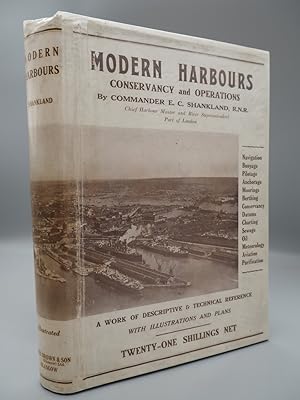 MODERN
HARBOURS
SHANKLAND
Illustrated
BROWN & SON
GLASGOW
MODERN HARBOURS
CONSERVANCY and OPERATIONS
By COMMANDER E. C. SHANKLAND, R.N.R.
Chief Harbour Master and River Superintendent
Port of London
Navigation
Buoyage
Pilotage
Anchorage
Moorings
Berthing
Conservancy
Datums
Charting
Sewage
Oil
Meteorology
Aviation
Purification
A WORK OF DESCRIPTIVE & TECHNICAL REFERENCE
WITH ILLUSTRATIONS AND PLANS
TWENTY-ONE SHILLINGS NET